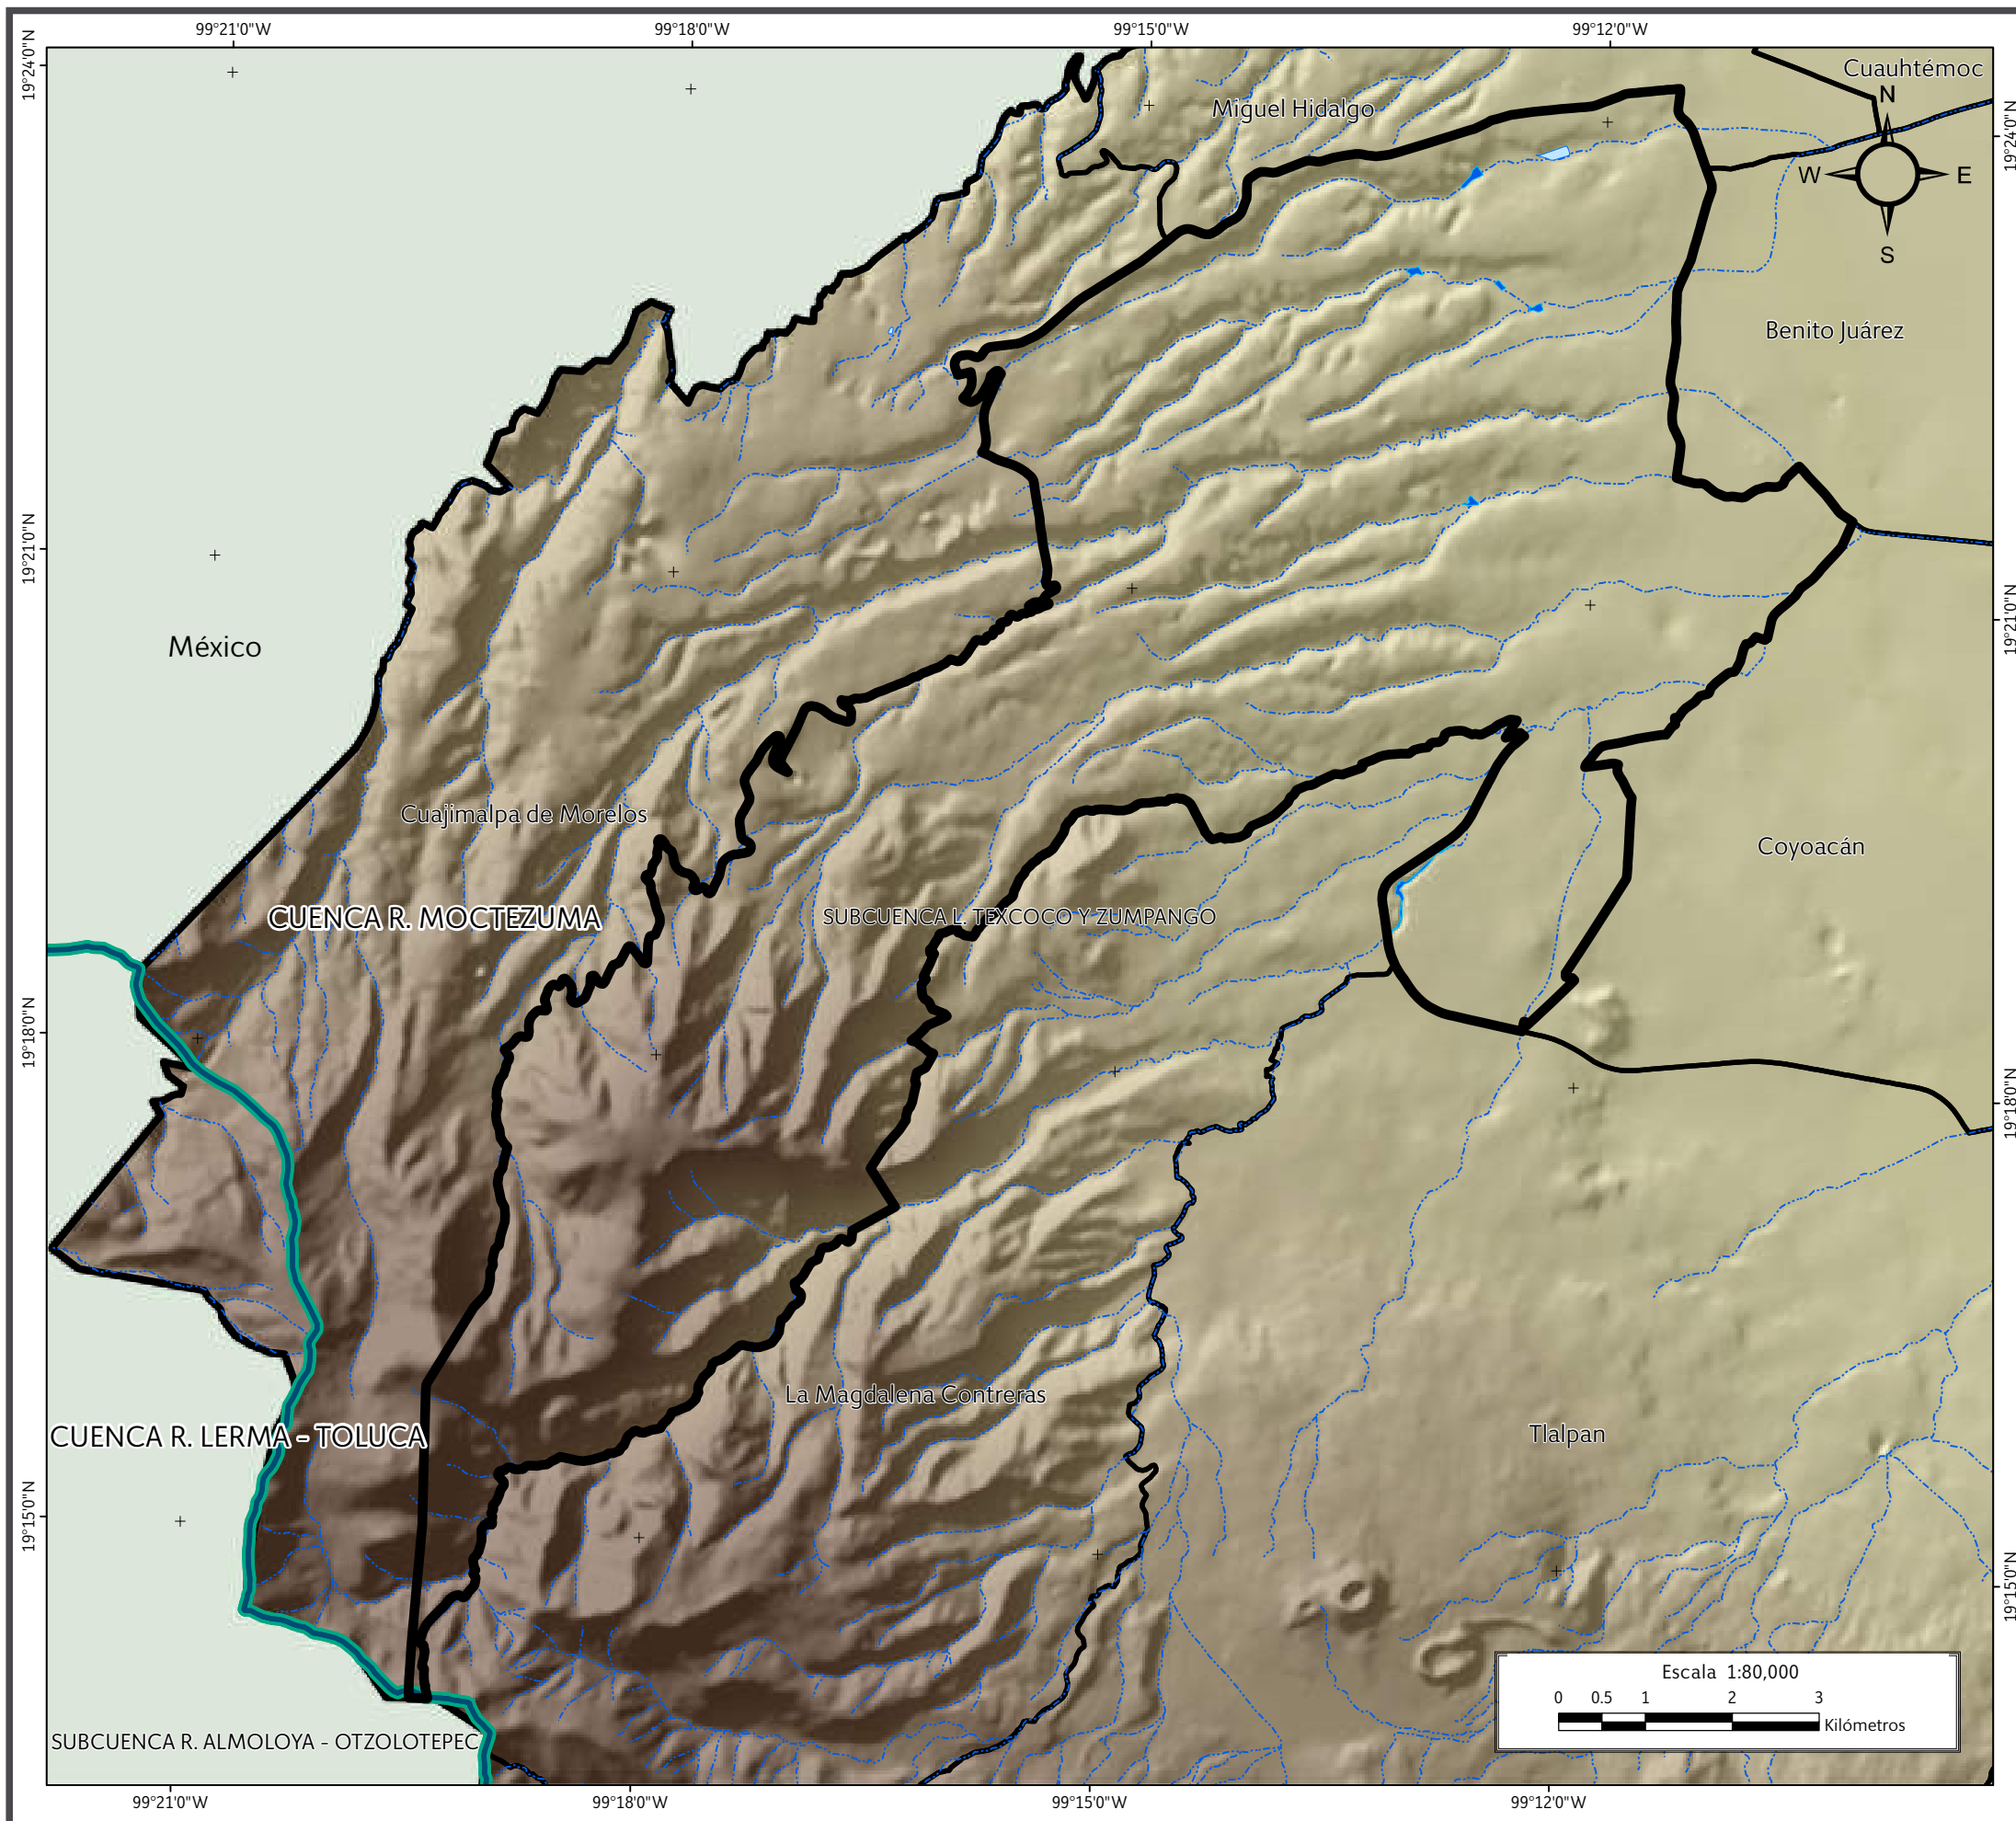 99°21'0"W
99°18'0"W
99°15'0"W
99°12'0"W
19°24'0"N
19°24'0"N
Cuauhtémoc
Miguel Hidalgo
N
W
E
S
Benito Juárez
19°21'0"N
19°21'0"N
México
Cuajimalpa de Morelos
Coyoacán
CUENCA R. MOCTEZUMA
SUBCUENCA L. TEXCOCO Y ZUMPANGO
19°18'0"N
19°18'0"N
La Magdalena Contreras
CUENCA R. LERMA - TOLUCA
Tlalpan
19°15'0"N
19°15'0"N
Escala 1:80,000
0 0.5 1 2 3
Kilómetros
SUBCUENCA R. ALMOLOYA - OTZOLOTEPEC
99°21'0"W
99°18'0"W
99°15'0"W
99°12'0"W